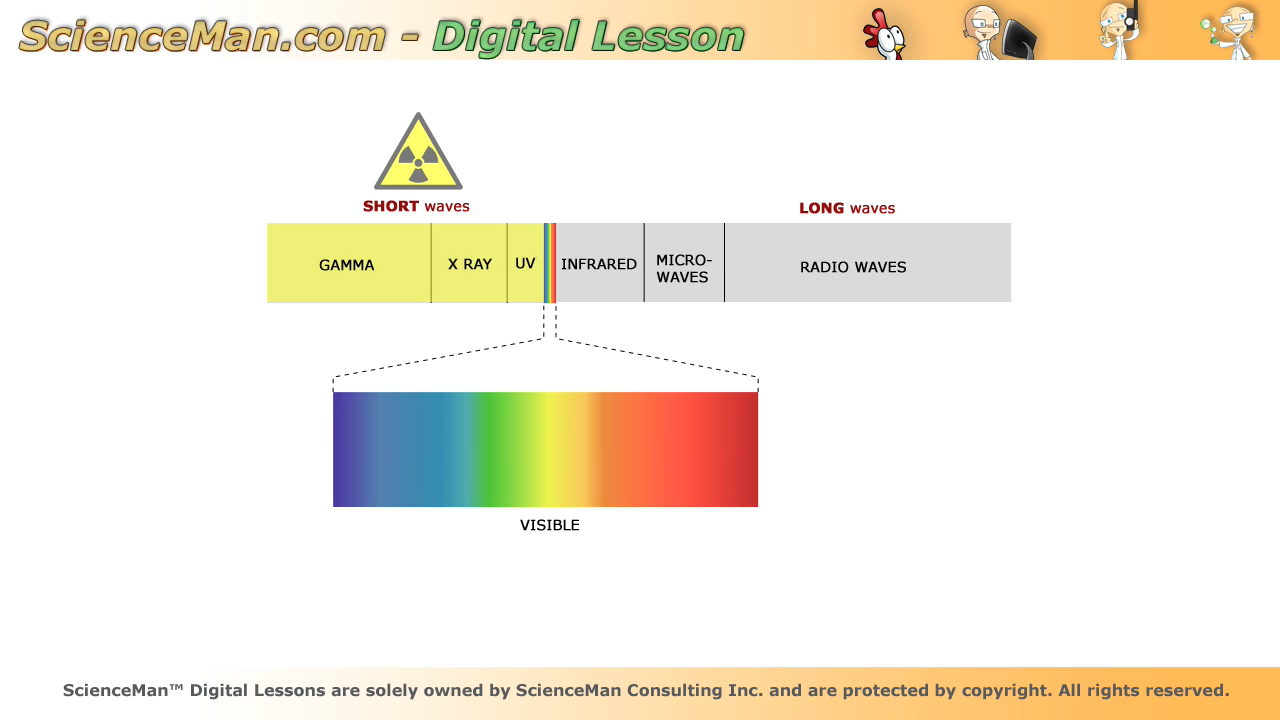 ScienceMan.com - Digital Lesson
SHORT waves
LONG waves
GAMMA
X RAY
UV
INFRARED
MICRO-
WAVES
RADIO WAVES
VISIBLE
ScienceMan™ Digital Lessons are solely owned by ScienceMan Consulting Inc. and are protected by copyright. All rights reserved.